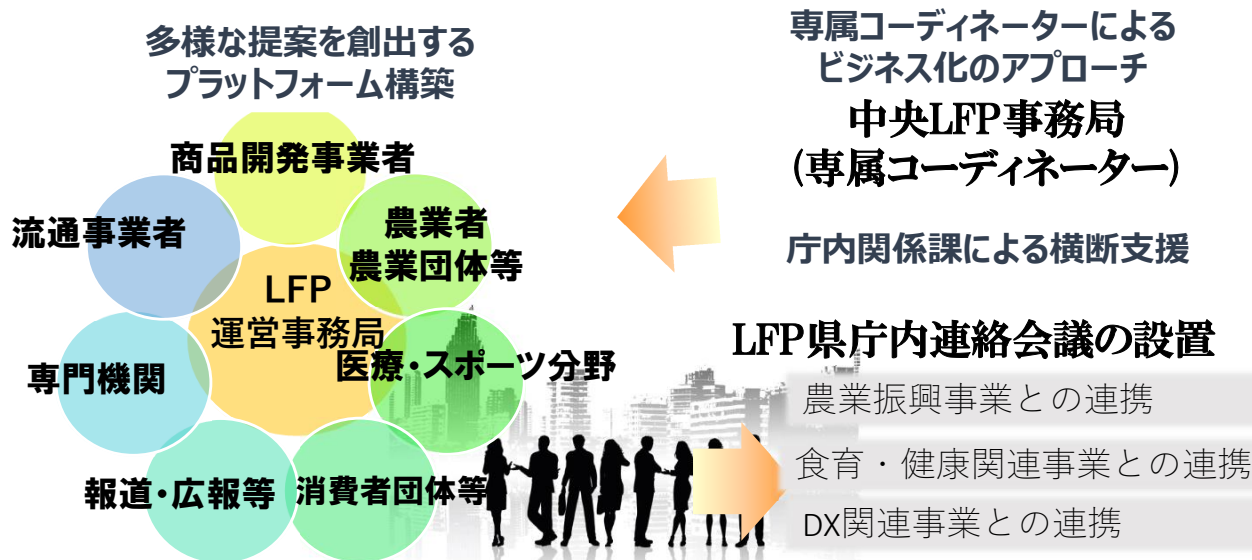 多様な提案を創出する
プラットフォーム構築
商品開発事業者
流通事業者
農業者
農業団体等
LFP
運営事務局
医療・スポーツ分野
専門機関
報道・広報等
消費者団体等
専属コーディネーターによる
ビジネス化のアプローチ
中央LFP事務局
(専属コーディネーター)
庁内関係課による横断支援
LFP県庁内連絡会議の設置
農業振興事業との連携
食育・健康関連事業との連携
DX関連事業との連携